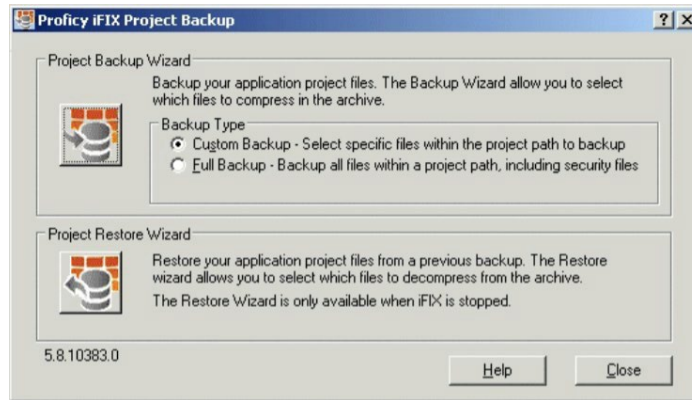 Proficy iFIX Project Backup
Project Backup Wizard
Backup your application project files. The Backup Wizard allow you to select
which files to compress in the archive.
Backup Type
Custom Backup - Select specific files within the project path to backup
Full Backup - Backup all files within a project path, including security files
Project Restore Wizard
Restore your application project files from a previous backup. The Restore
wizard allows you to select which files to decompress from the archive.
The Restore Wizard is only available when iFIX is stopped.
5.8.10383.0
Help
Close